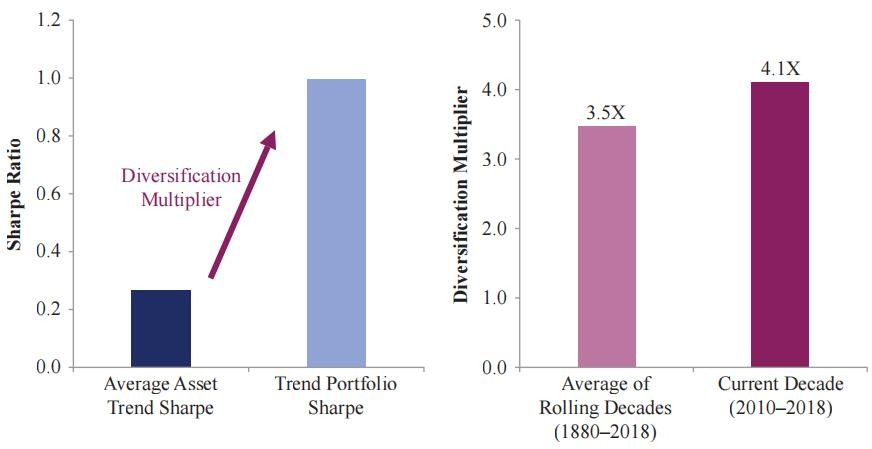 Sharpe Ratio
1.2
1.0
0.8
0.6
0.4
0.2
0.0
Diversification
Multiplier
Average Asset
Trend Sharpe
Trend Portfolio
Sharpe
Diversification Multiplier
5.0
4.0
3.0
2.0
1.0
0.0
3.5X
4.1X
Average of
Rolling Decades
(1880–2018)
Current Decade
(2010–2018)